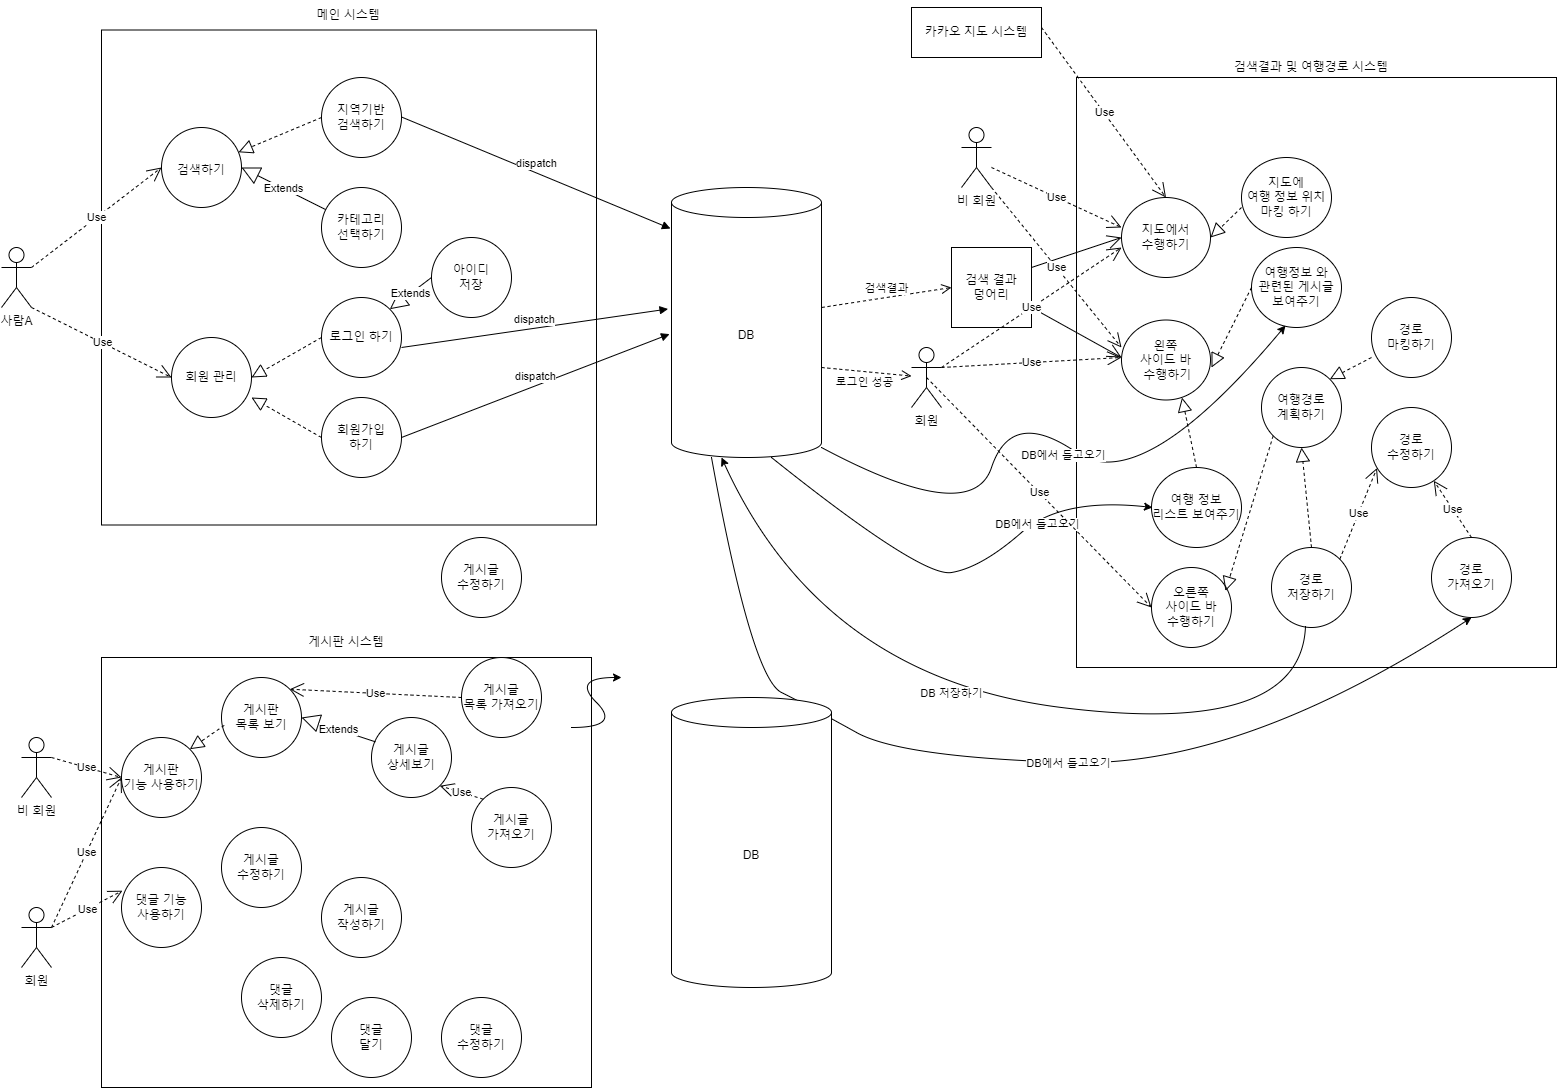 메인 시스템
지역기반
검색하기
검색하기
Extends
카테고리
선택하기
dispatch
Use
사람A
Use
아이디
저장
Extends
로그인 하기
dispatch
회원 관리
dispatch
회원가입
하기
DB
카카오 지도 시스템
검색결과 및 여행경로 시스템
Use
비 회원
Use
지도에
여행 정보 위치
마킹 하기
지도에서
수행하기
Use
검색결과
검색 결과
덩어리
Use
여행정보 와
관련된 게시글
보여주기
왼쪽
사이드 바
수행하기
Use
로그인 성공
회원
경로
마킹하기
여행경로
계획하기
경로
수정하기
DB에서 듣고오기
Use
여행 정보
리스트 보여주기
DB에서 듣고오기
Use
Use
오른쪽
사이드 바
수행하기
경로
저장하기
경로
가져오기
DB 저장하기
DB에서 듣고오기
게시글
수정하기
게시판 시스템
게시판
목록 보기
Use
게시글
목록 가져오기
Extends
게시글
상세보기
Use
게시글
가져오기
비 회원
Use
게시판
기능 사용하기
Use
게시글
수정하기
댓글 기능
사용하기
Use
회원
게시글
작성하기
댓글
삭제하기
댓글
달기
댓글
수정하기
DB